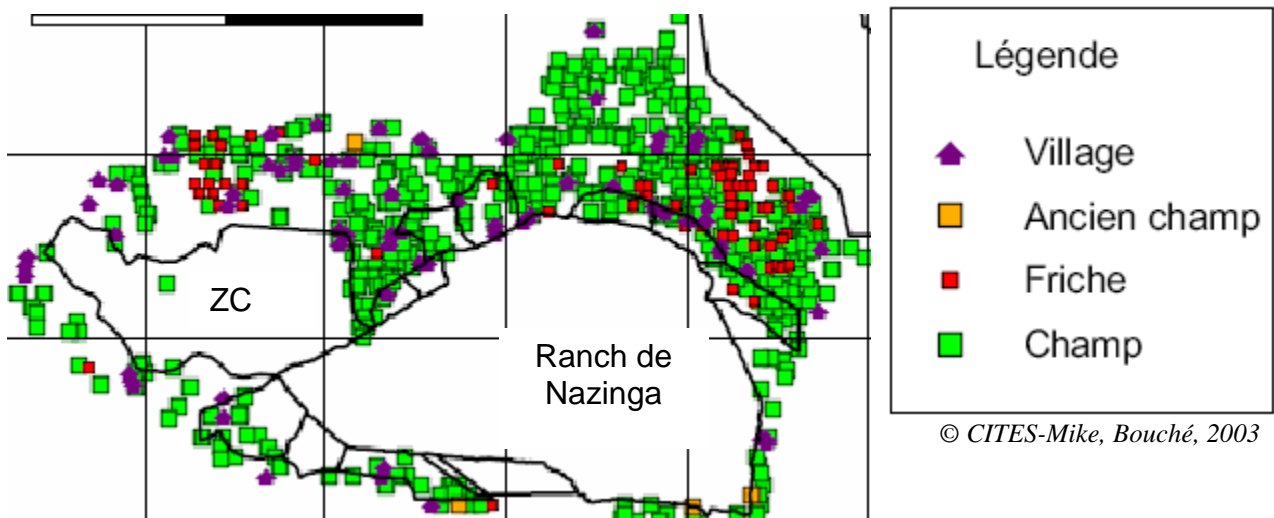 ZC
Ranch de
Nazinga
Légende
Village
Ancien champ
Friche
Champ
© CITES-Mike, Bouché, 2003